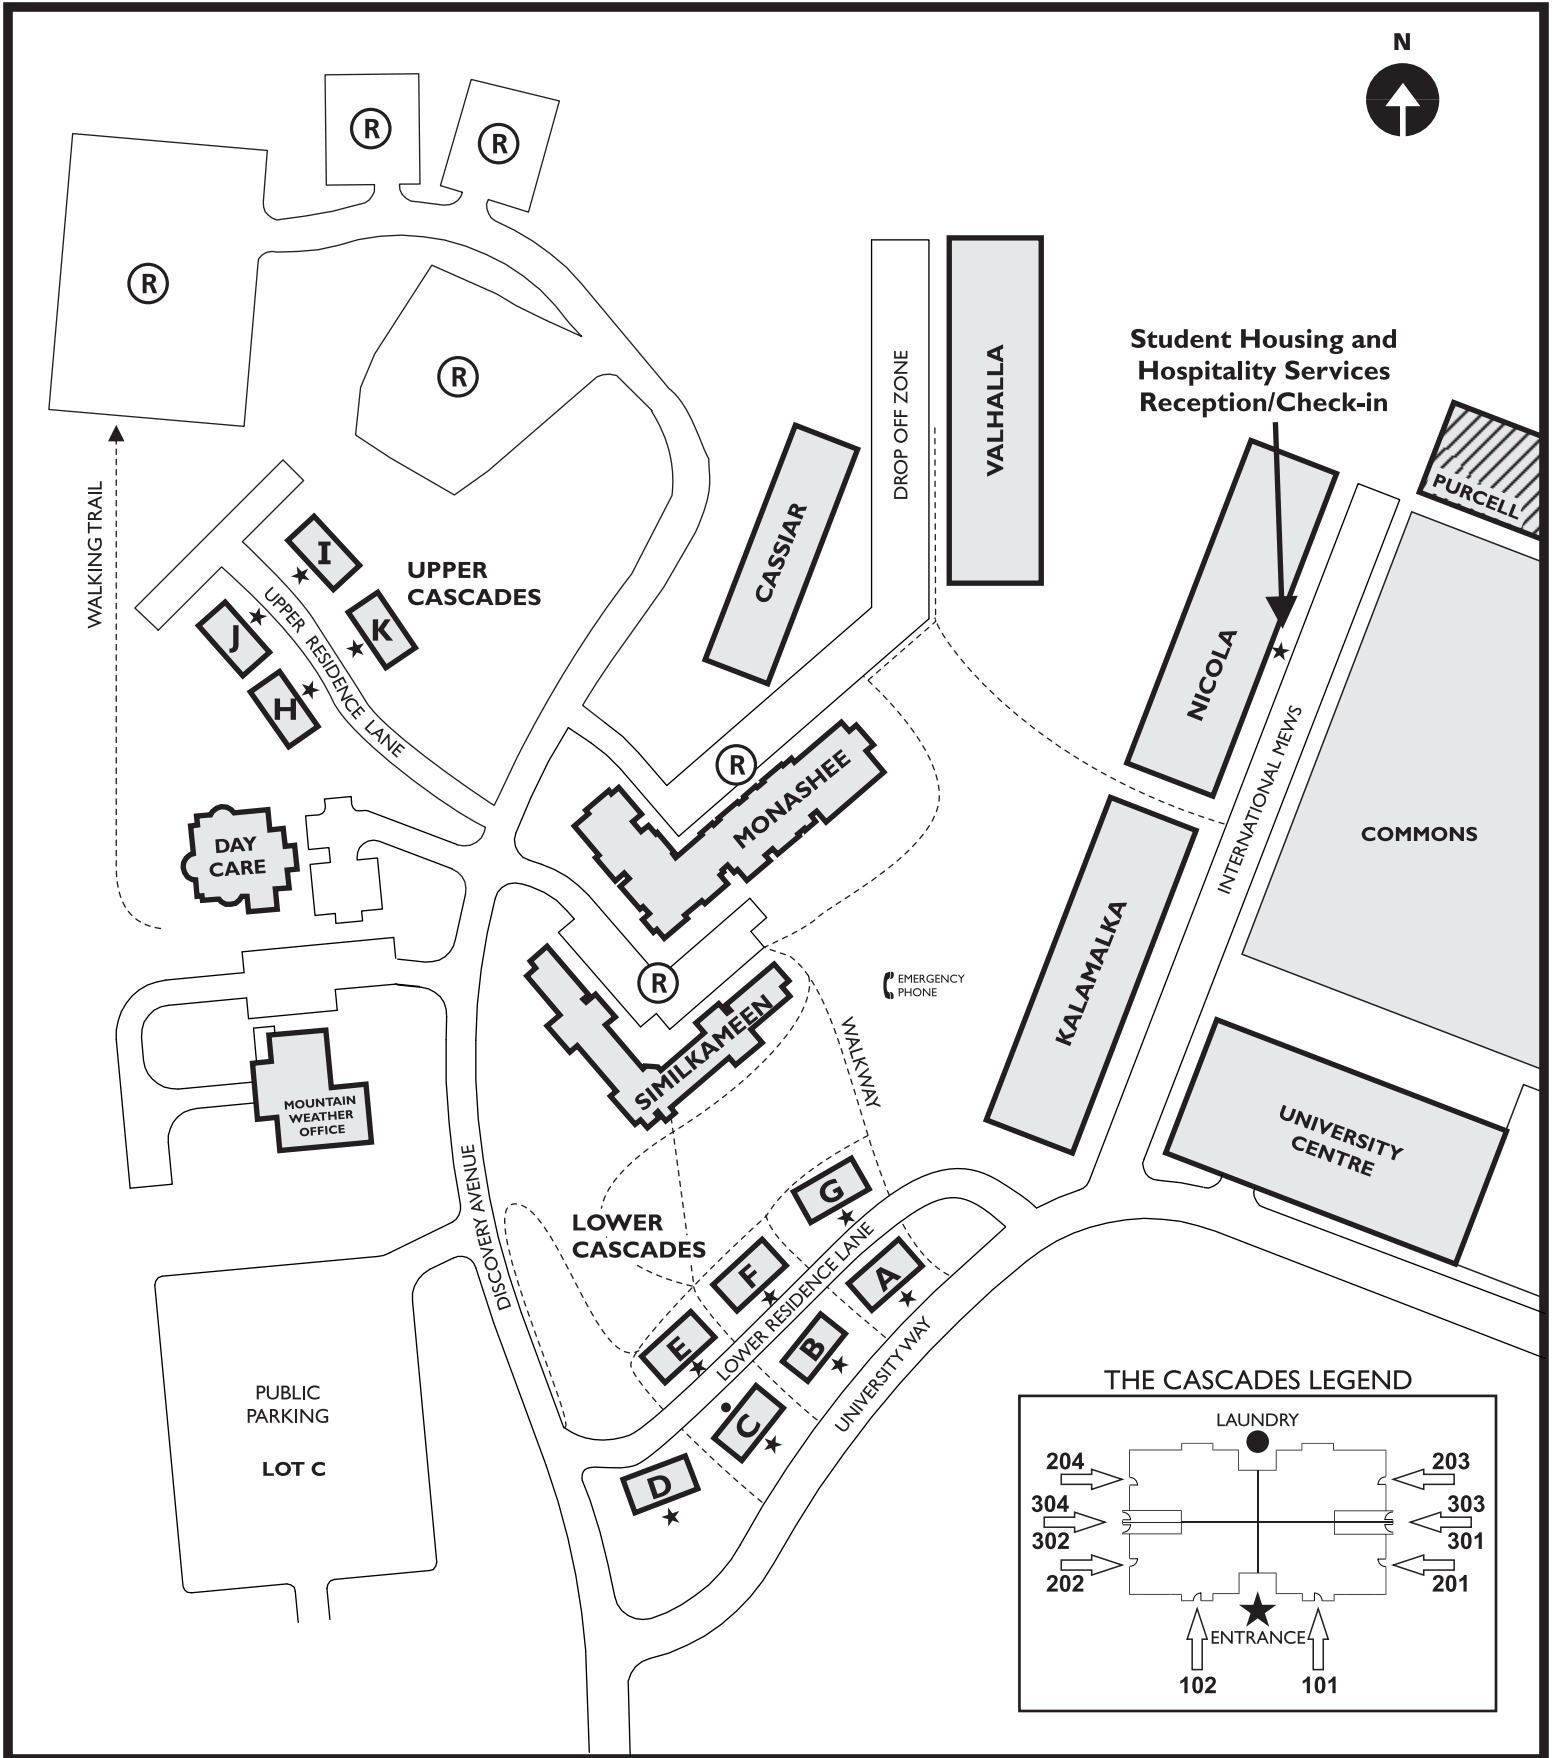 N
R
R
R
R
DROP OFF ZONE
VALHALLA
Student Housing and
Hospitality Services
Reception/Check-in
PURCELL
CASSIAR
WALKING TRAIL
I
UPPER
CASCADES
K
J
H
UPPER RESIDENCE LANE
NICOLA
INTERNATIONAL MEWS
COMMONS
R
MONASHEE
DAY
CARE
KALAMALKA
R
SIMILKAMEEN
EMERGENCY
PHONE
WALKWAY
MOUNTAIN
WEATHER
OFFICE
UNIVERSITY
CENTRE
DISCOVERY AVENUE
LOWER
CASCADES
G
F
A
E
B
C
D
LOWER RESIDENCE LANE
UNIVERSITY WAY
PUBLIC
PARKING
LOT C
THE CASCADES LEGEND
LAUNDRY
204
203
304
303
302
301
202
201
ENTRANCE
102
101